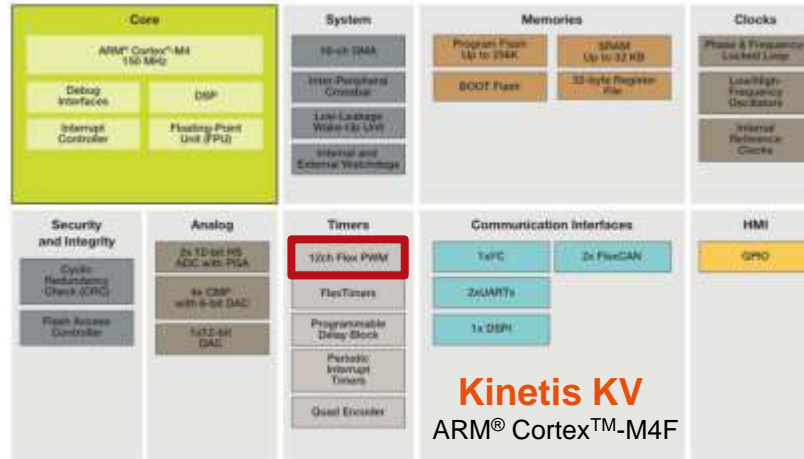 Core
ARM® Cortex®-M4
150 MHz
Debug
Interfaces
DSP
Interrupt
Controller
Floating-Point
Unit (FPU)
System
16-ch DMA
Inter-Peripheral
Crossbar
Low-Leakage
Wake-Up Unit
Internal and
External Watchdogs
Memories
Program Flash
Up to 256K
SRAM
Up to 32 KB
BOOT Flash
32-byte Register
File
Clocks
Phase & Frequency
Locked Loop
Low/High-
Frequency
Oscillators
Internal
Reference
Clocks
Security
and Integrity
Cyclic
Redundancy
Check (CRC)
Flash Access
Controller
Analog
2x 12-bit HS
ADC with PGA
4x CMP
with 6-bit DAC
1x12-bit
DAC
Timers
12ch Flex PWM
FlexTimers
Programmable
Delay Block
Periodic
Interrupt
Timers
Quad Encoder
Communication Interfaces
1xI²C
2x FlexCAN
2xUARTs
1x DSPI
HMI
GPIO
Kinetis KV
ARM® Cortex™-M4F